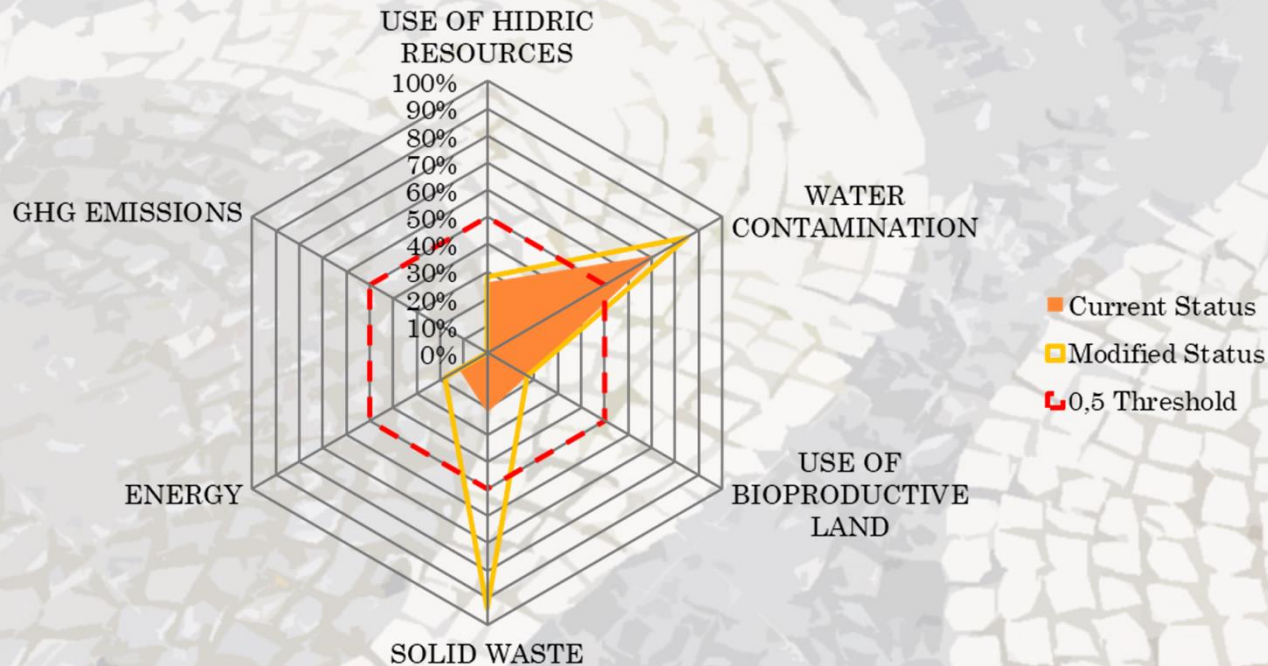 USE OF HIDRIC
RESOURCES
100%
90%
80%
70%
60%
50%
40%
30%
20%
10%
0%
GHG EMISSIONS
WATER
CONTAMINATION
Current Status
Modified Status
0,5 Threshold
ENERGY
USE OF
BIOPRODUCTIVE
LAND
SOLID WASTE